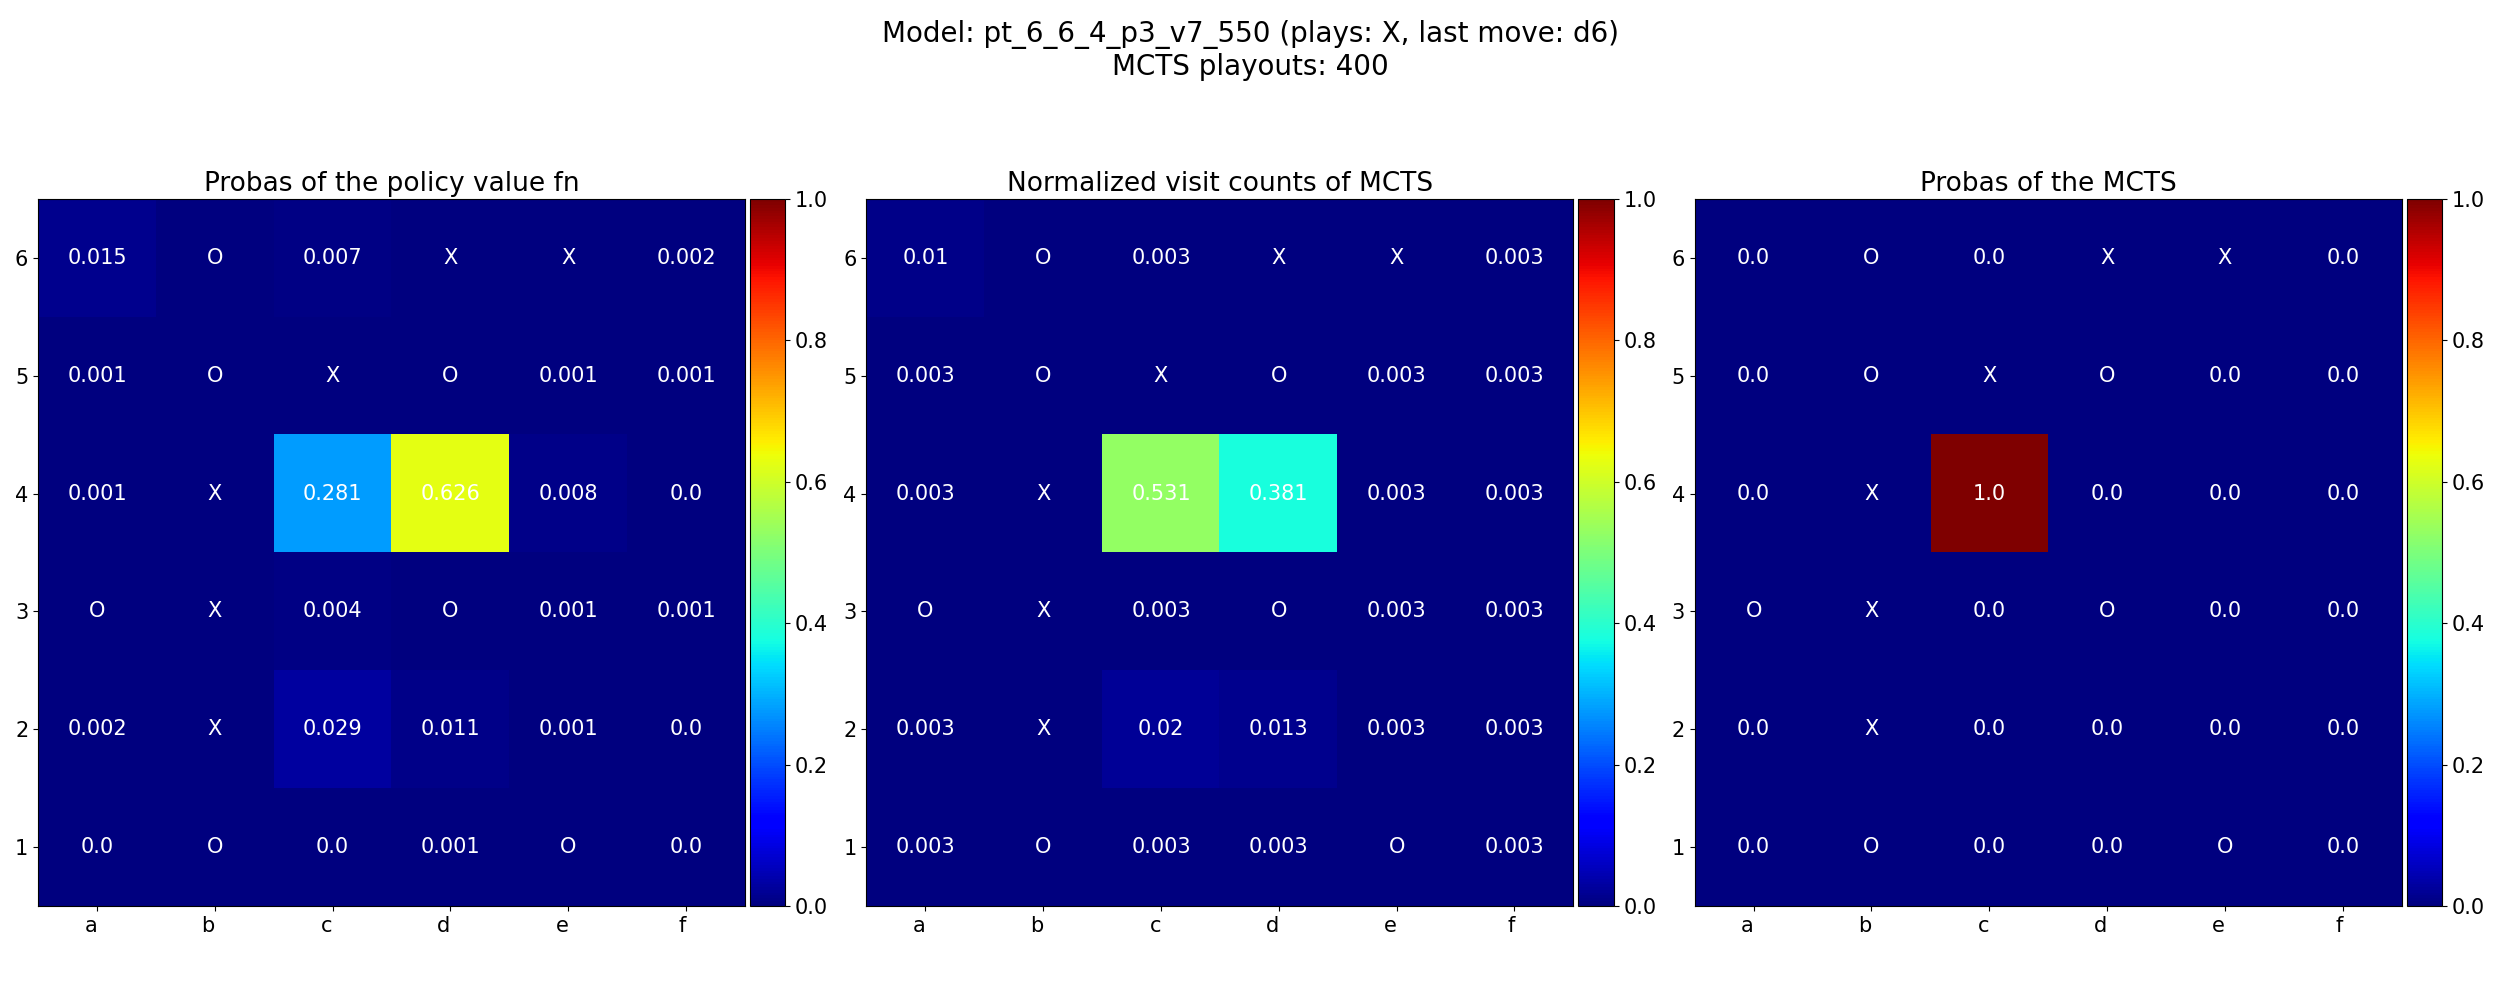 Model: pt_6_6_4_p3_v7_550 (plays: X, last move: d6)
MCTS playouts: 400
Probas of the policy value fn
6 0.015 O 0.007 X X 0.002
5 0.001 O X O 0.001 0.001
4 0.001 X 0.281 0.626 0.008 0.0
3 O X 0.004 O 0.001 0.001
2 0.002 X 0.029 0.011 0.001 0.0
1 0.0 O 0.0 0.001 O 0.0
a b c d e f
1.0
0.8
0.6
0.4
0.2
0.0
Normalized visit counts of MCTS
6 0.01 O 0.003 X X 0.003
5 0.003 O X O 0.003 0.003
4 0.003 X 0.531 0.381 0.003 0.003
3 O X 0.003 O 0.003 0.003
2 0.003 X 0.02 0.013 0.003 0.003
1 0.003 O 0.003 0.003 O 0.003
a b c d e f
1.0
0.8
0.6
0.4
0.2
0.0
Probas of the MCTS
6 0.0 O 0.0 X X 0.0
5 0.0 O X O 0.0 0.0
4 0.0 X 1.0 0.0 0.0 0.0
3 O X 0.0 O 0.0 0.0
2 0.0 X 0.0 0.0 0.0 0.0
1 0.0 O 0.0 0.0 O 0.0
a b c d e f
1.0
0.8
0.6
0.4
0.2
0.0